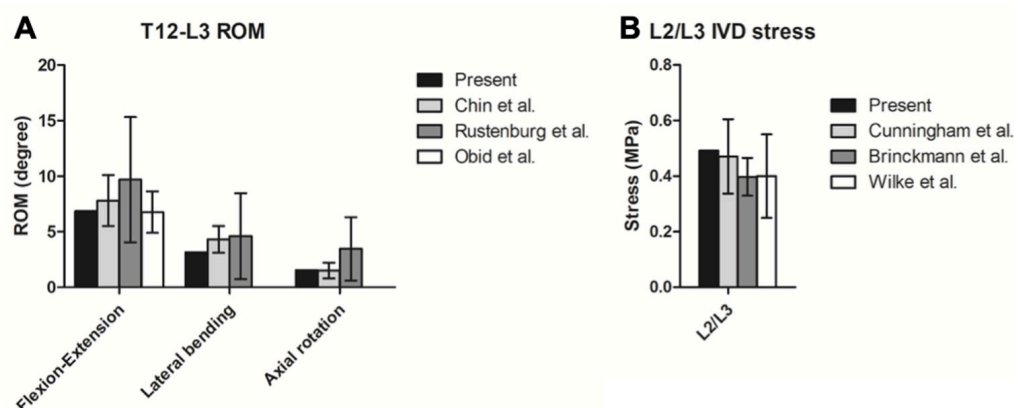 A
T12-L3 ROM
20
15
10
5
0
ROM (degree)
Flexion-Extension
Lateral bending
Axial rotation
Present
Chin et al.
Rustenburg et al.
Obid et al.
B
L2/L3 IVD stress
0.8
0.6
0.4
0.2
0.0
Stress (MPa)
L2/L3
Present
Cunningham et al.
Brinckmann et al.
Wilke et al.